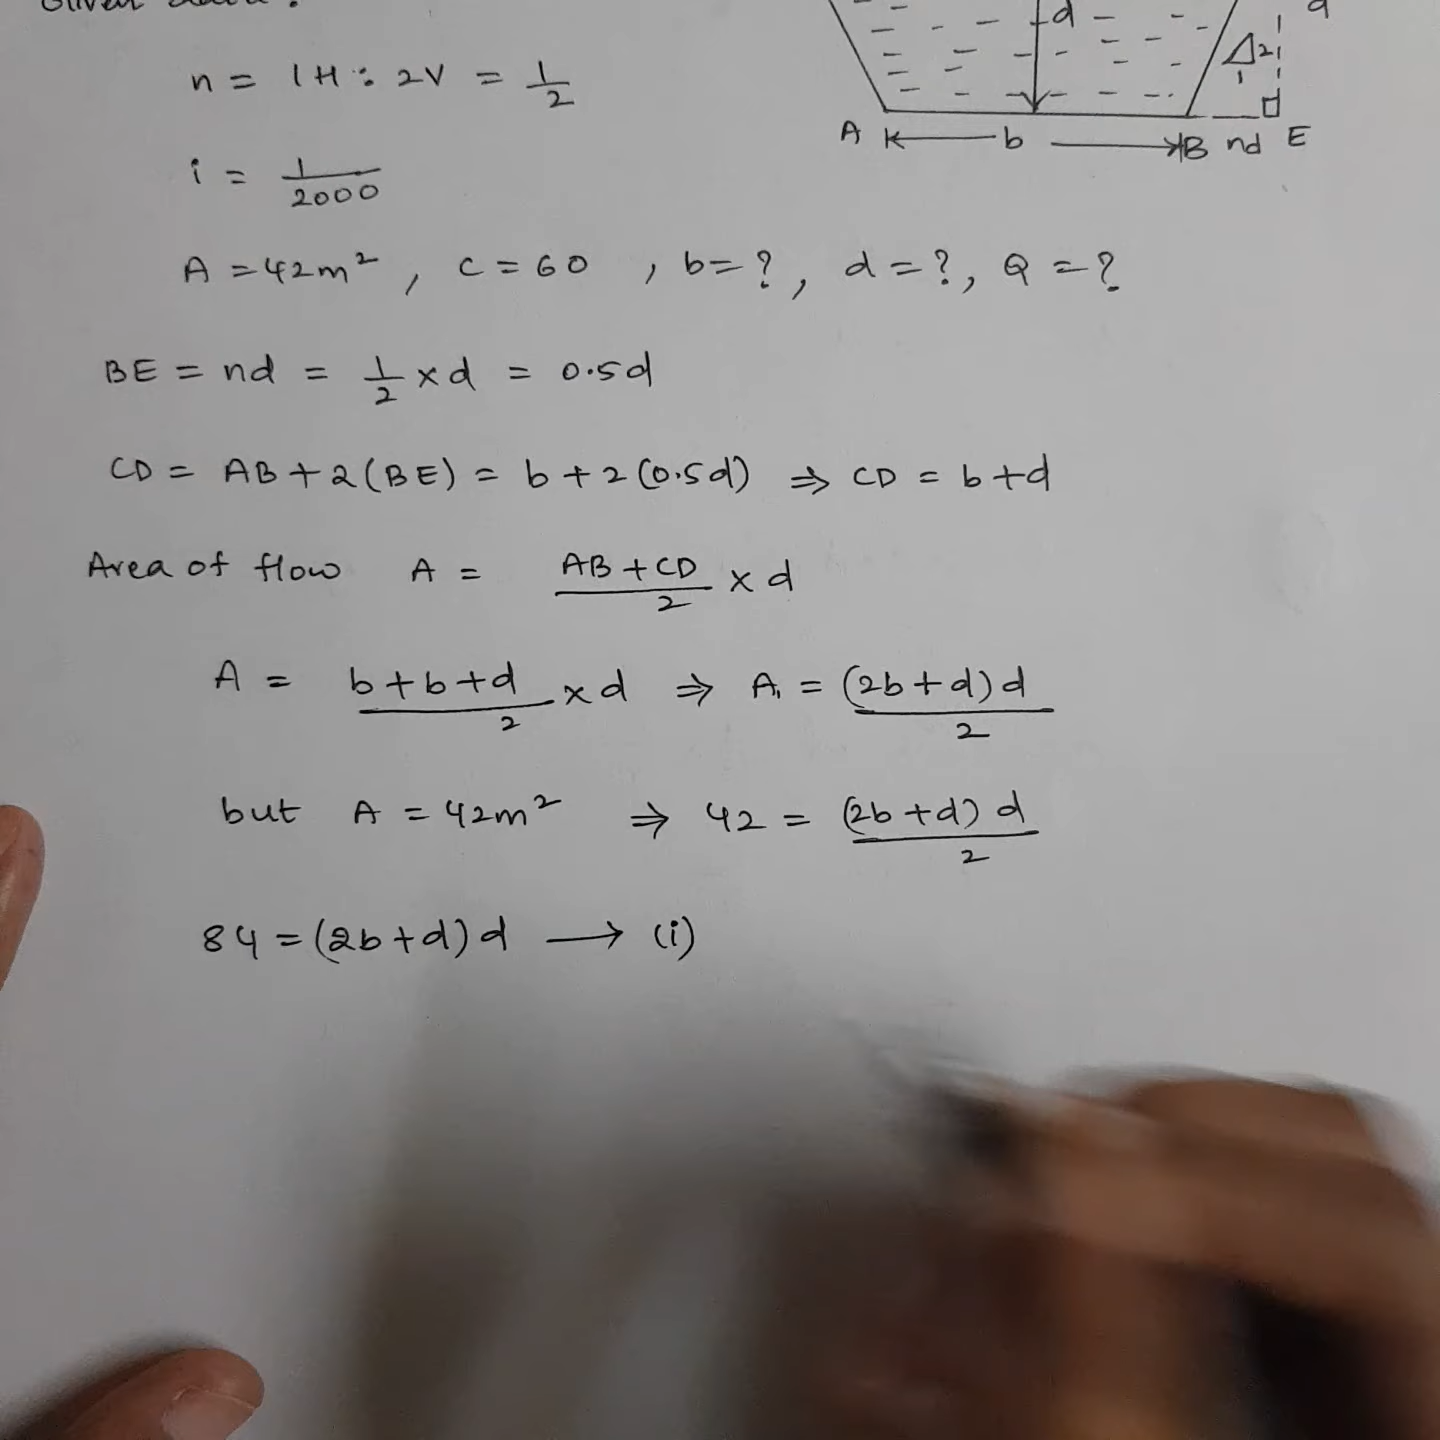 d q
2
1
A b B nd E
n = 1H : 2V = 1/2
i = 1/2000
A = 42m², C = 60, b = ?, d = ?, Q = ?
BE = nd = 1/2 × d = 0.5d
CD = AB + 2(BE) = b + 2(0.5d) ⇒ CD = b + d
Area of flow A = AB + CD/2 × d
A = b + b + d/2 × d ⇒ A = (2b + d) d/2
but A = 42m² ⇒ 42 = (2b + d) d/2
84 = (2b + d) d → (i)